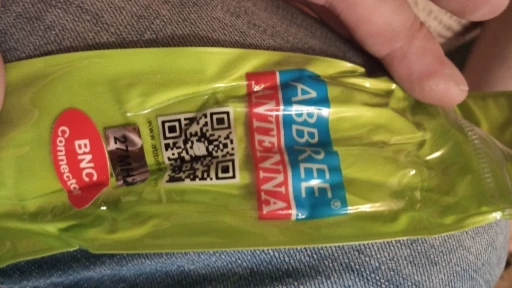 ABBREE®
ANTENNA
27MHz
BNC
Connector